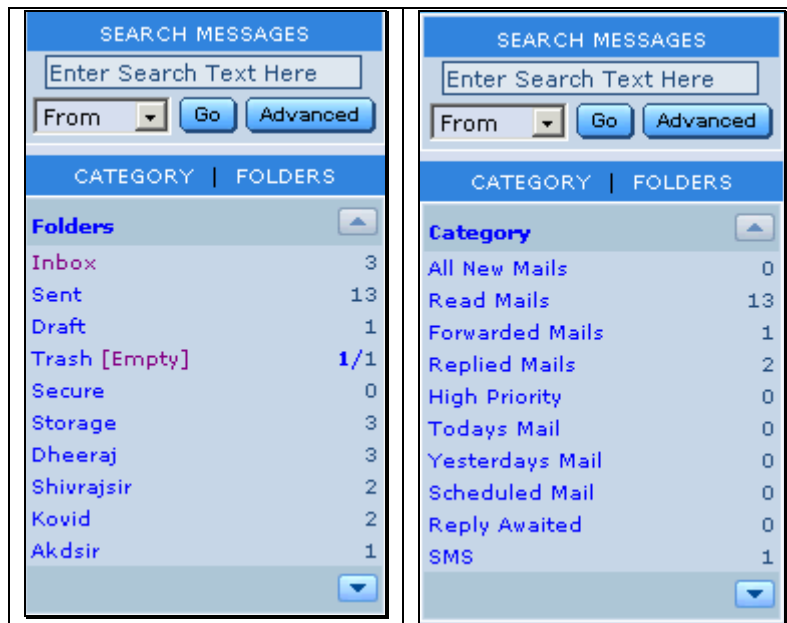 SEARCH MESSAGES
Enter Search Text Here
From Go Advanced
CATEGORY | FOLDERS
Folders
Inbox 3
Sent 13
Draft 1
Trash [Empty] 1/1
Secure 0
Storage 3
Dheeraj 3
Shivrajsir 2
Kovid 2
Akdsir 1
SEARCH MESSAGES
Enter Search Text Here
From Go Advanced
CATEGORY | FOLDERS
Category
All New Mails 0
Read Mails 13
Forwarded Mails 1
Replied Mails 2
High Priority 0
Todays Mail 0
Yesterdays Mail 0
Scheduled Mail 0
Reply Awaited 0
SMS 1